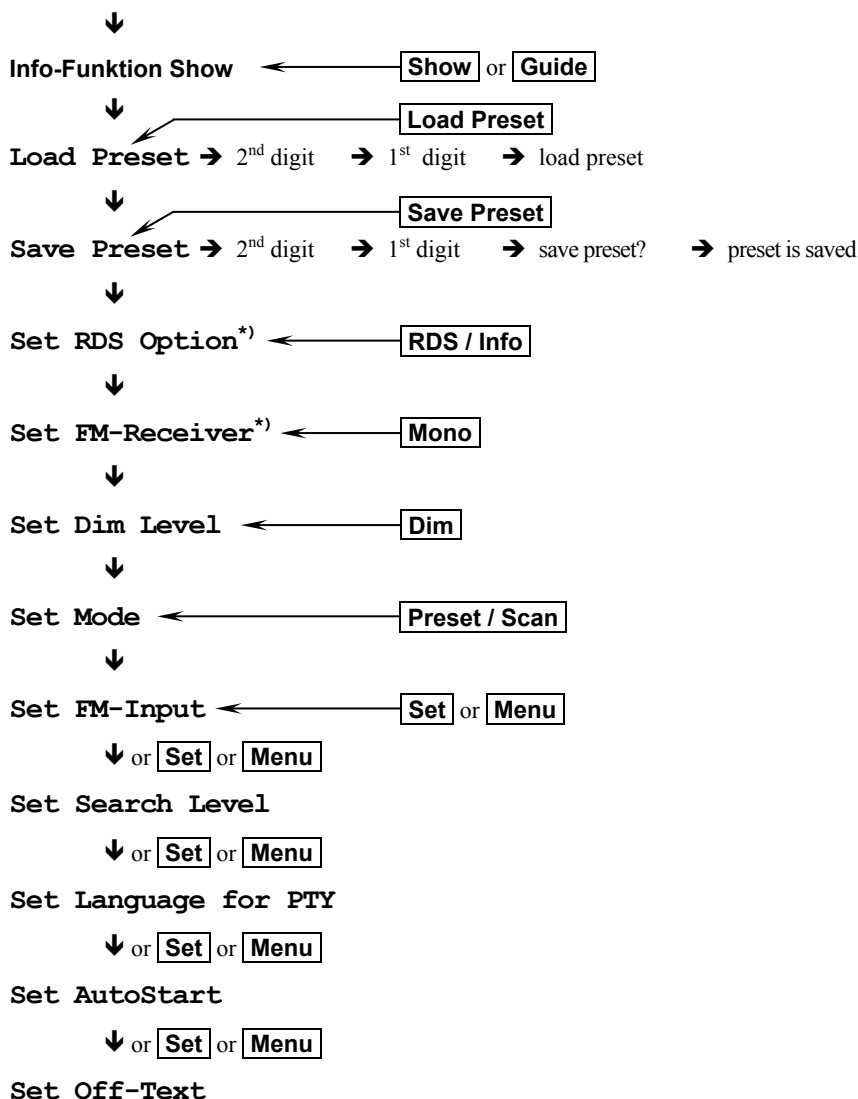 🡻
Info-Funktion Show Show or Guide
🡻
Load Preset
Load Preset ➔ 2nd digit ➔ 1st digit ➔ load preset
🡻
Save Preset
Save Preset ➔ 2nd digit ➔ 1st digit ➔ save preset? ➔ preset is saved
🡻
Set RDS Option*) RDS / Info
🡻
Set FM-Receiver*) Mono
🡻
Set Dim Level Dim
🡻
Set Mode Preset / Scan
🡻
Set FM-Input Set or Menu
🡻 or Set or Menu
Set Search Level
🡻 or Set or Menu
Set Language for PTY
🡻 or Set or Menu
Set AutoStart
🡻 or Set or Menu
Set Off-Text